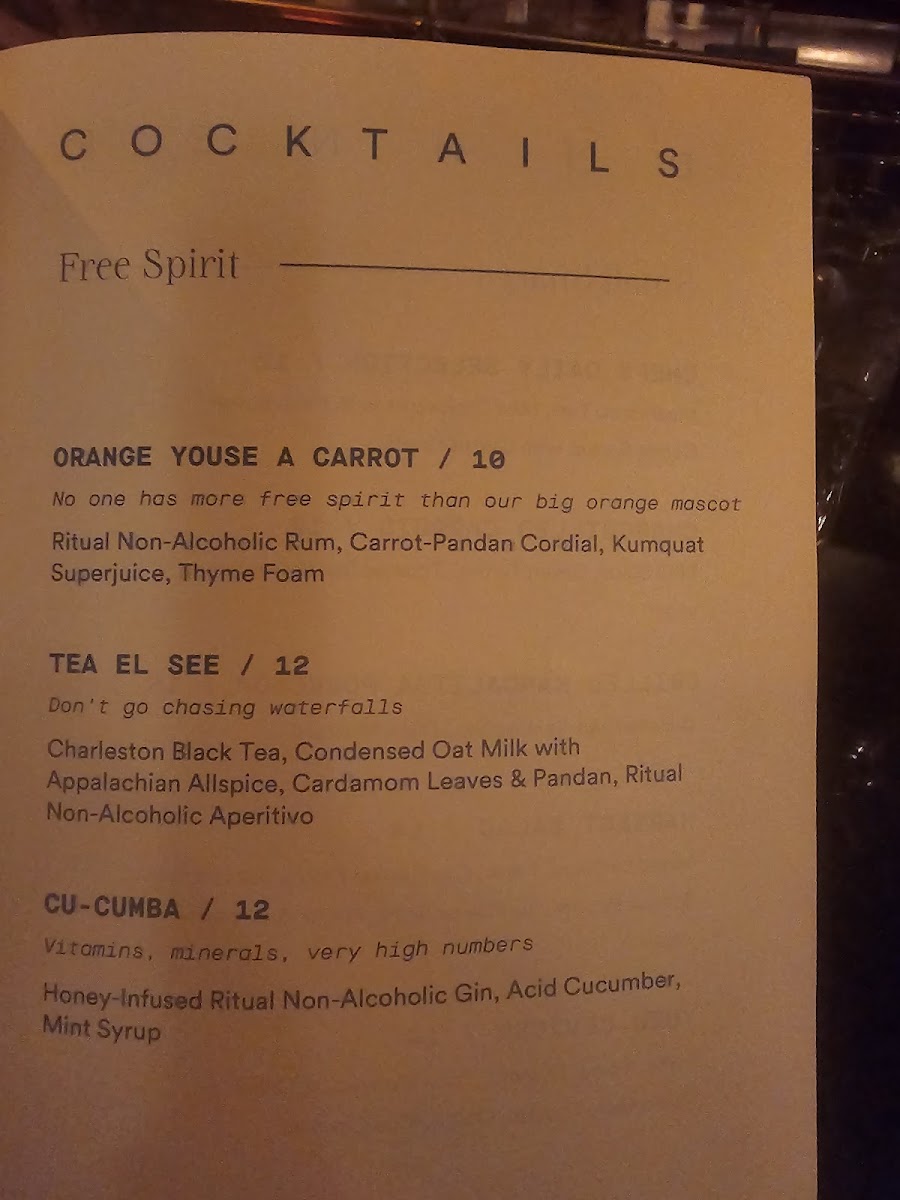 COCKTAILS
Free Spirit
ORANGE YOUSE A CARROT / 10
No one has more free spirit than our big orange mascot
Ritual Non-Alcoholic Rum, Carrot-Pandan Cordial, Kumquat
Superjuice, Thyme Foam
TEA EL SEE / 12
Don't go chasing waterfalls
Charleston Black Tea, Condensed Oat Milk with
Appalachian Allspice, Cardamom Leaves & Pandan, Ritual
Non-Alcoholic Aperitivo
CU-CUMBA / 12
Vitamins, minerals, very high numbers
Honey-Infused Ritual Non-Alcoholic Gin, Acid Cucumber,
Mint Syrup